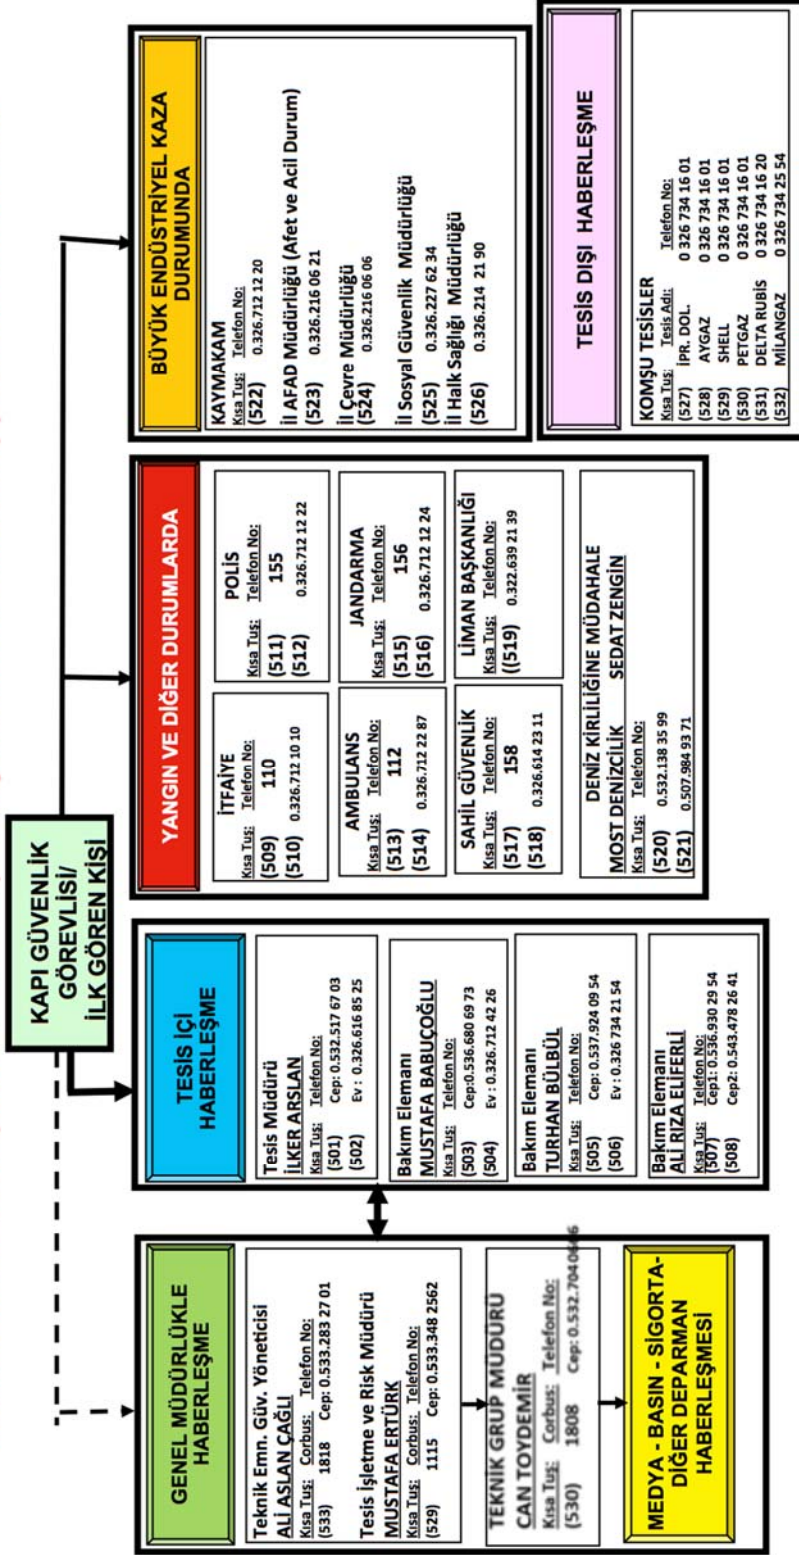 KAPI GÜVENLİK
GÖREVLİSİ/
İLK GÖREN KİŞİ
GENEL MÜDÜRLÜKLE
HABERLEŞME
Teknik Emn. Güv. Yöneticisi
ALİ ASLAN ÇAĞLI
Kısa Tuş: Corbus: Telefon No:
(533) 1818 Cep: 0.533.283 27 01
Tesis İşletme ve Risk Müdürü
MUSTAFA ERTÜRK
Kısa Tuş: Corbus: Telefon No:
(529) 1115 Cep: 0.533.348 2562
TEKNİK GRUP MÜDÜRÜ
CAN TOYDEMİR
Kısa Tuş: Corbus: Telefon No:
(530) 1808 Cep: 0.532.7040666
MEDYA - BASIN - SİGORTA-
DİĞER DEPARMAN
HABERLEŞMESİ
TESİS İÇİ
HABERLEŞME
Tesis Müdürü
İLKER ARSLAN
Kısa Tuş: Telefon No:
(501) Cep: 0.532.517 67 03
(502) Ev : 0.326.616 85 25
Bakım Elemanı
MUSTAFA BABUÇOĞLU
Kısa Tuş: Telefon No:
(503) Cep:0.536.680 69 73
(504) Ev : 0.326.712 42 26
Bakım Elemanı
TURHAN BÜLBÜL
Kısa Tuş: Telefon No:
(505) Cep: 0.537.924 09 54
(506) Ev : 0.326 734 21 54
Bakım Elemanı
ALİ RIZA ELİFERLİ
Kısa Tuş: Telefon No:
(507) Cep1: 0.536.930 29 54
(508) Cep2: 0.543.478 26 41
YANGIN VE DİĞER DURUMLARDA
İTFAİYE
Kısa Tuş: Telefon No:
(509) 110
(510) 0.326.712 10 10
POLİS
Kısa Tuş: Telefon No:
(511) 155
(512) 0.326.712 12 22
AMBULANS
Kısa Tuş: Telefon No:
(513) 112
(514) 0.326.712 22 87
JANDARMA
Kısa Tuş: Telefon No:
(515) 156
(516) 0.326.712 12 24
SAHİL GÜVENLİK
Kısa Tuş: Telefon No:
(517) 158
(518) 0.326.614 23 11
LİMAN BAŞKANLIĞI
Kısa Tuş: Telefon No:
((519) 0.322.639 21 39
DENİZ KİRLİLİĞİNE MÜDAHALE
MOST DENİZCİLİK SEDAT ZENGİN
Kısa Tuş: Telefon No:
(520) 0.532.138 35 99
(521) 0.507.984 93 71
BÜYÜK ENDÜSTRİYEL KAZA
DURUMUNDA
KAYMAKAM
Kısa Tuş: Telefon No:
(522) 0.326.712 12 20
İl AFAD Müdürlüğü (Afet ve Acil Durum)
(523) 0.326.216 06 21
İl Çevre Müdürlüğü
(524) 0.326.216 06 06
İl Sosyal Güvenlik Müdürlüğü
(525) 0.326.227 62 34
İl Halk Sağlığı Müdürlüğü
(526) 0.326.214 21 90
TESİS DIŞI HABERLEŞME
KOMŞU TESİSLER
Kısa Tuş: Tesis Adı: Telefon No:
(527) İPR. DOL. 0 326 734 16 01
(528) AYGAZ 0 326 734 16 01
(529) SHELL 0 326 734 16 01
(530) PETGAZ 0 326 734 16 01
(531) DELTA RUBİS 0 326 734 16 20
(532) MİLANGAZ 0 326 734 25 54